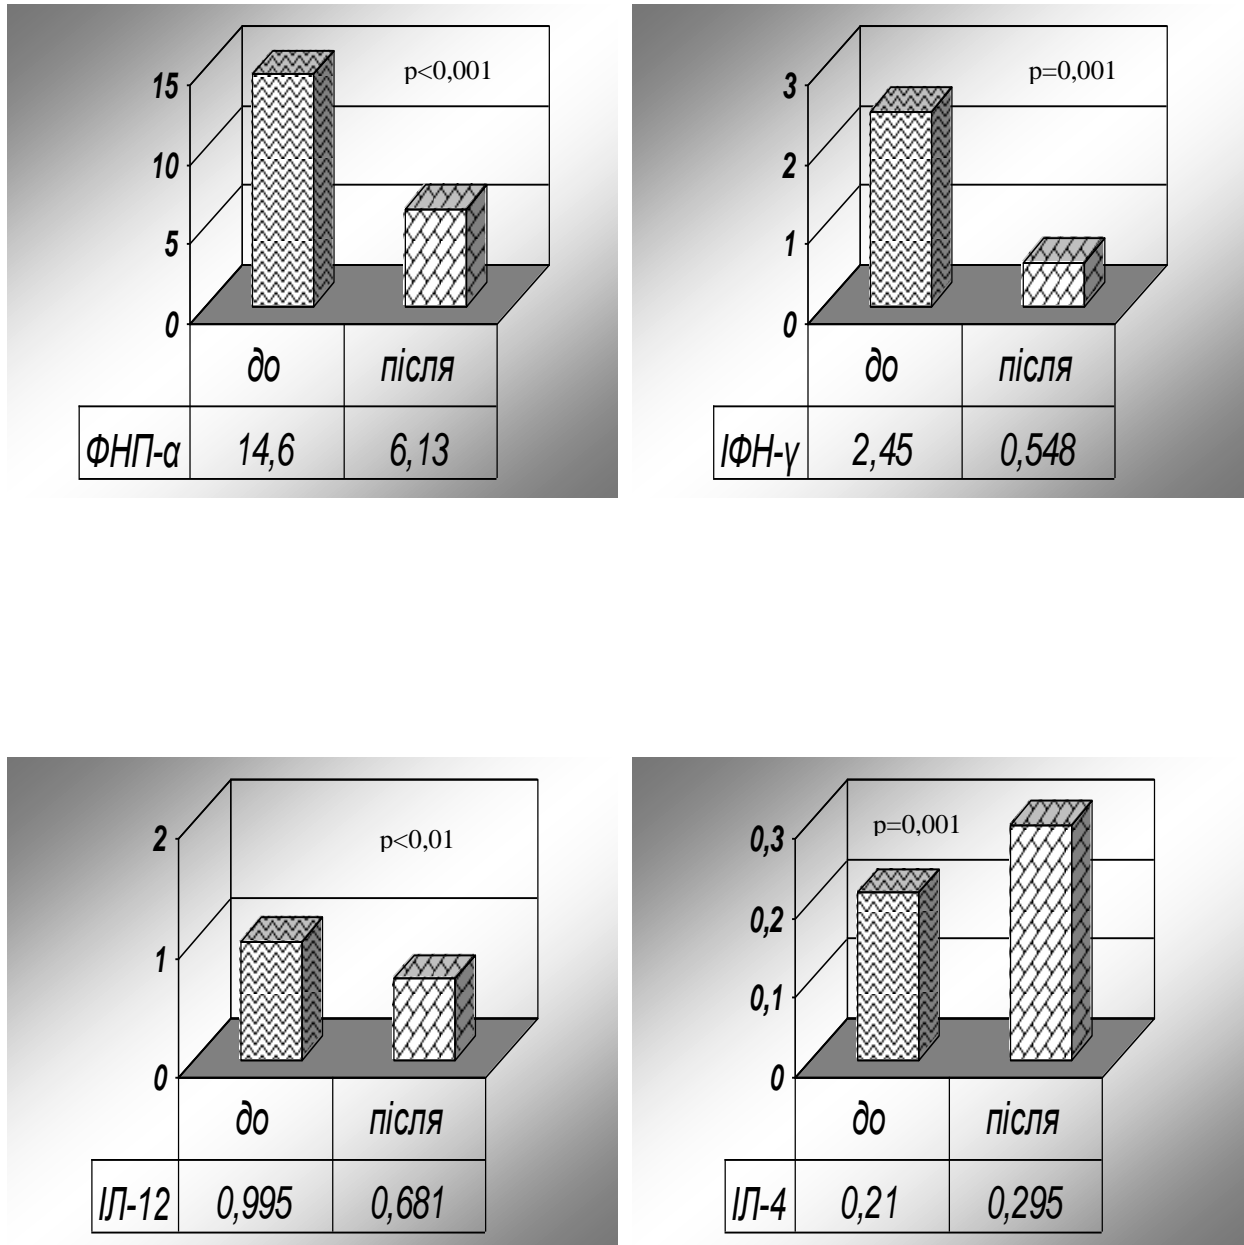 p<0,001
15
10
5
0
до після
ФНП-α 14,6 6,13
p=0,001
3
2
1
0
до після
ІФН-γ 2,45 0,548
p<0,01
2
1
0
до після
ІЛ-12 0,995 0,681
p=0,001
0,3
0,2
0,1
0
до після
ІЛ-4 0,21 0,295